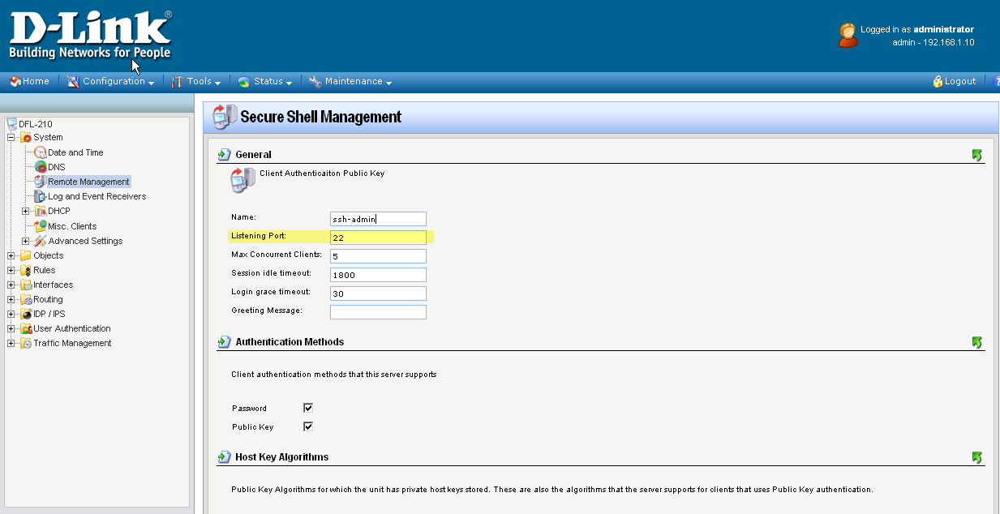 D-Link®
Building Networks for People
Logged in as administrator
admin - 192.168.1.10
Home Configuration Tools Status Maintenance Logout
DFL-210
System
Date and Time
DNS
Remote Management
Log and Event Receivers
DHCP
Misc. Clients
Advanced Settings
Objects
Rules
Interfaces
Routing
IDP / IPS
User Authentication
Traffic Management
Secure Shell Management
General
Client Authenticaiton Public Key
Name: ssh-admin
Listening Port: 22
Max Concurrent Clients: 5
Session idle timeout: 1800
Login grace timeout: 30
Greeting Message:
Authentication Methods
Client authentication methods that this server supports
Password
Public Key
Host Key Algorithms
Public Key Algorithms for which the unit has private host keys stored. These are also the algorithms that the server supports for clients that uses Public Key authentication.